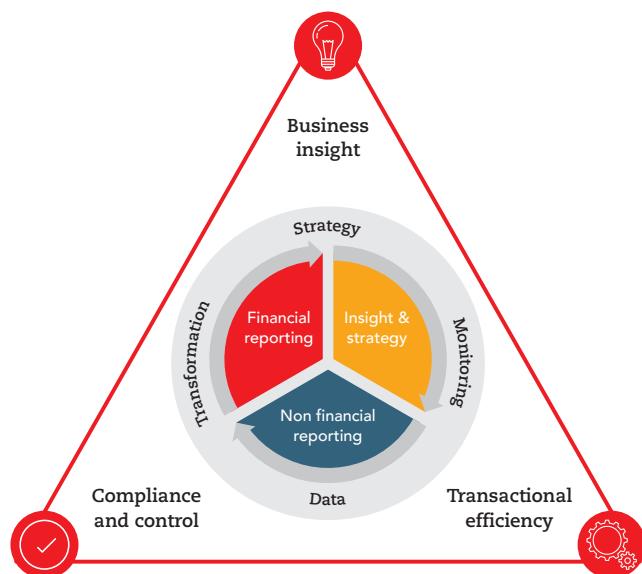 Business
insight
Strategy
Transformation
Monitoring
Financial
reporting
Insight &
strategy
Non financial
reporting
Data
Compliance
and control
Transactional
efficiency